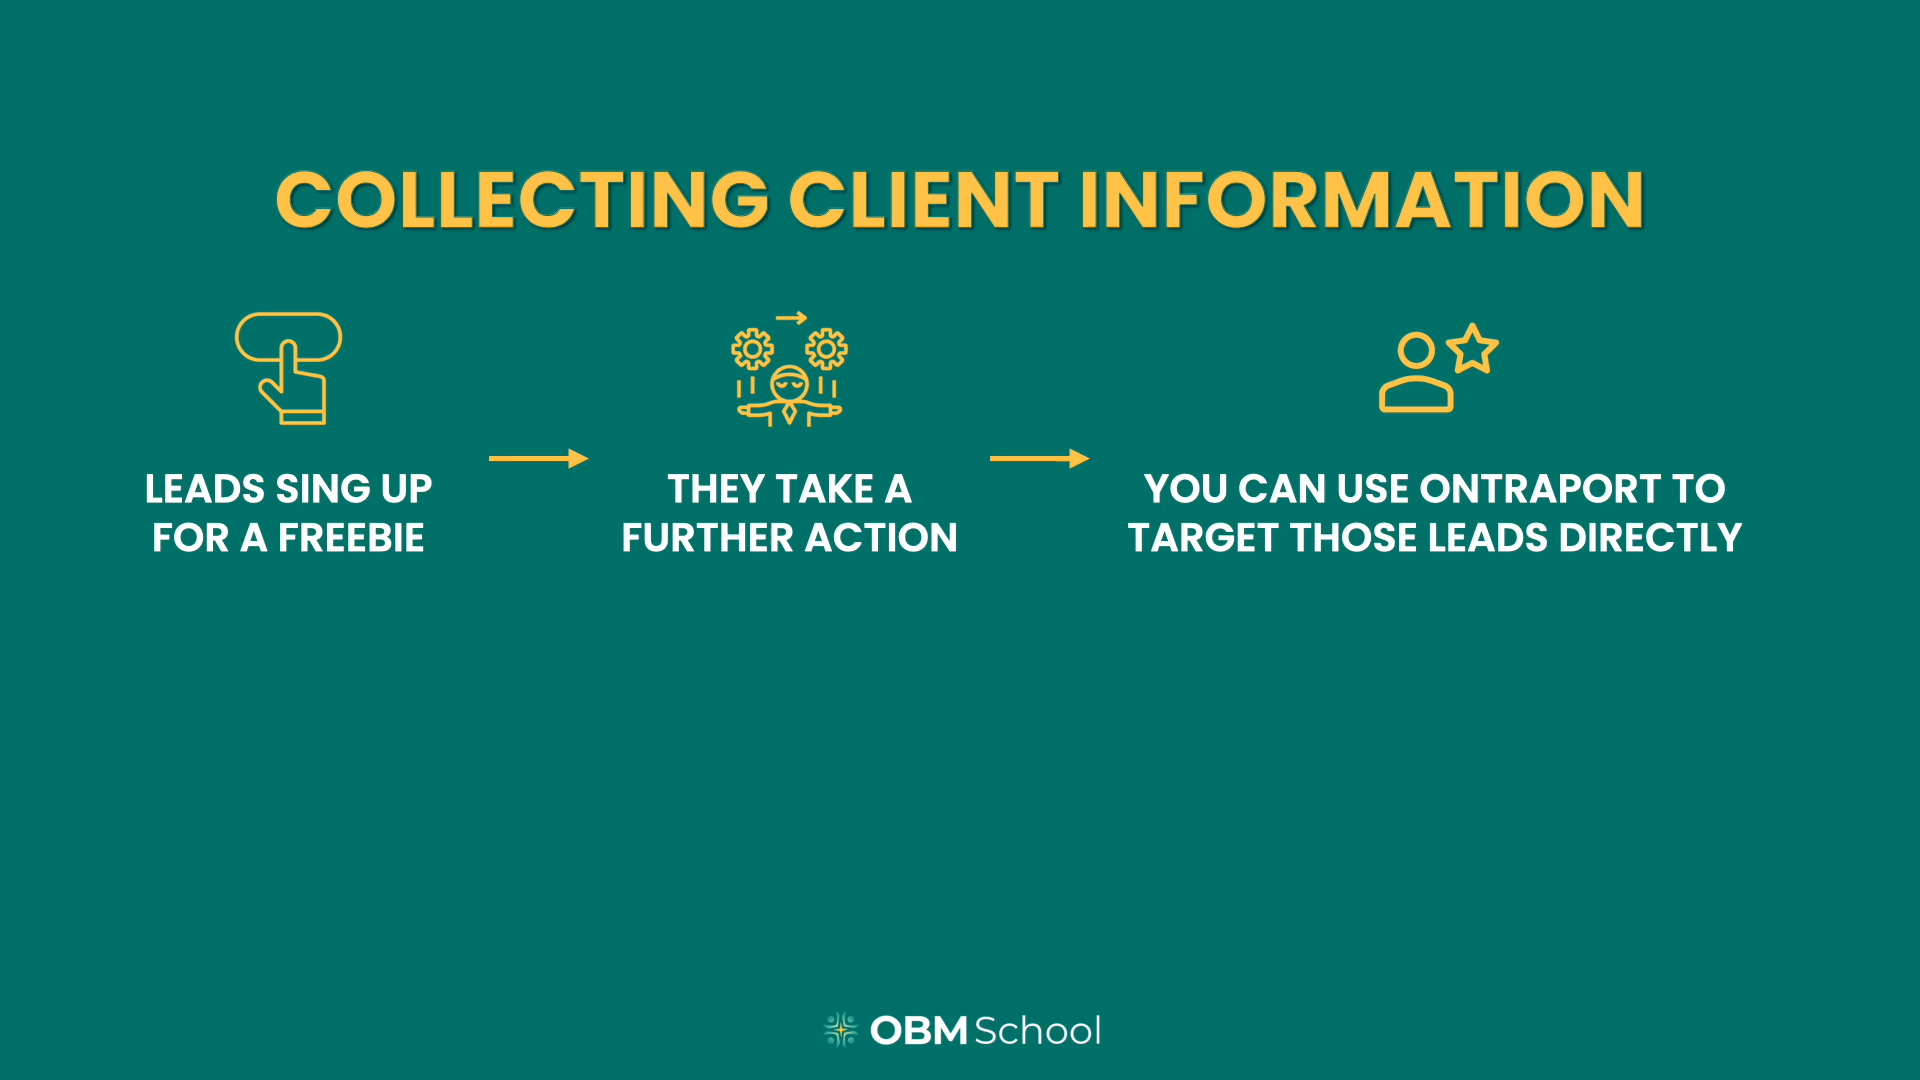 COLLECTING CLIENT INFORMATION
LEADS SING UP
FOR A FREEBIE
THEY TAKE A
FURTHER ACTION
YOU CAN USE ONTRAPORT TO
TARGET THOSE LEADS DIRECTLY
OBM School